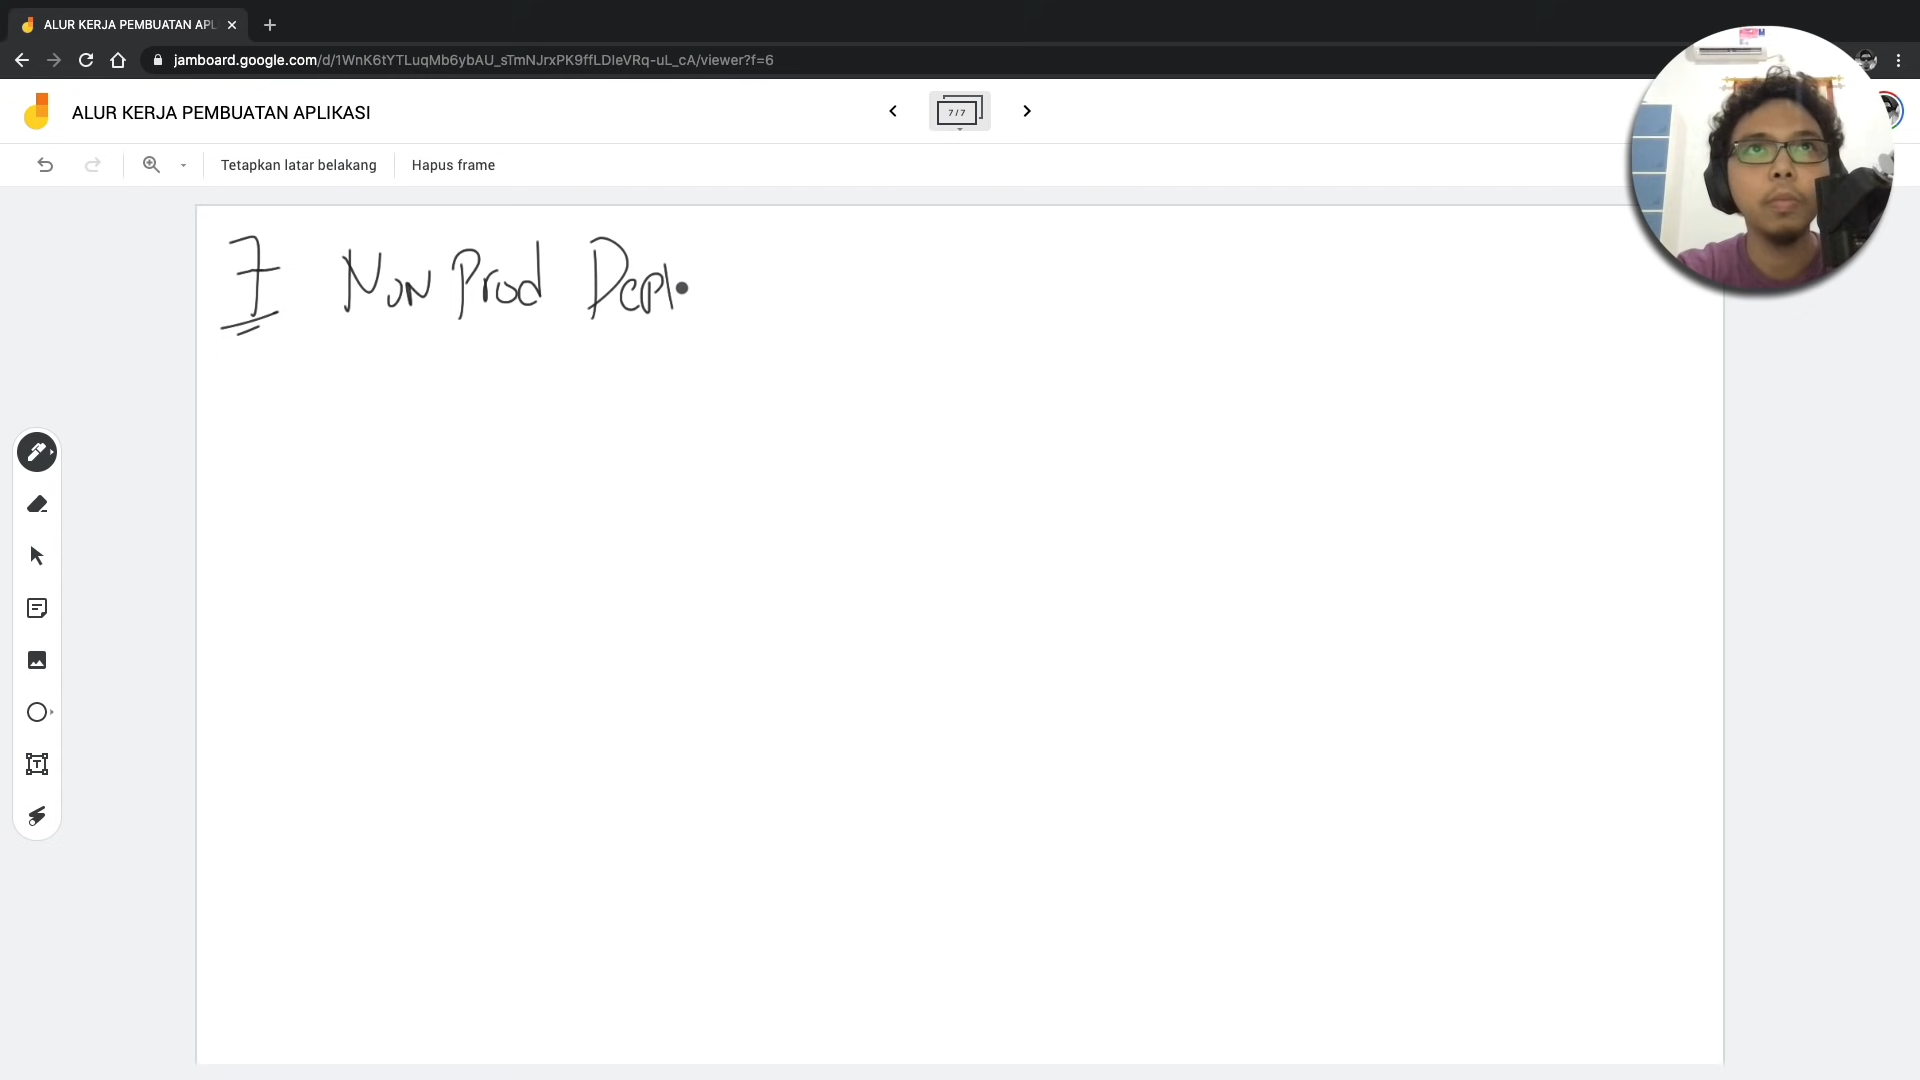 ALUR KERJA PEMBUATAN APL
jamboard.google.com/d/1WnK6tYTLuqMb6ybAU_sTmNJrxPK9ffLDIeVRq-uL_cA/viewer?f=6
ALUR KERJA PEMBUATAN APLIKASI
7/7
Tetapkan latar belakang Hapus frame
7 Non Prod Depl